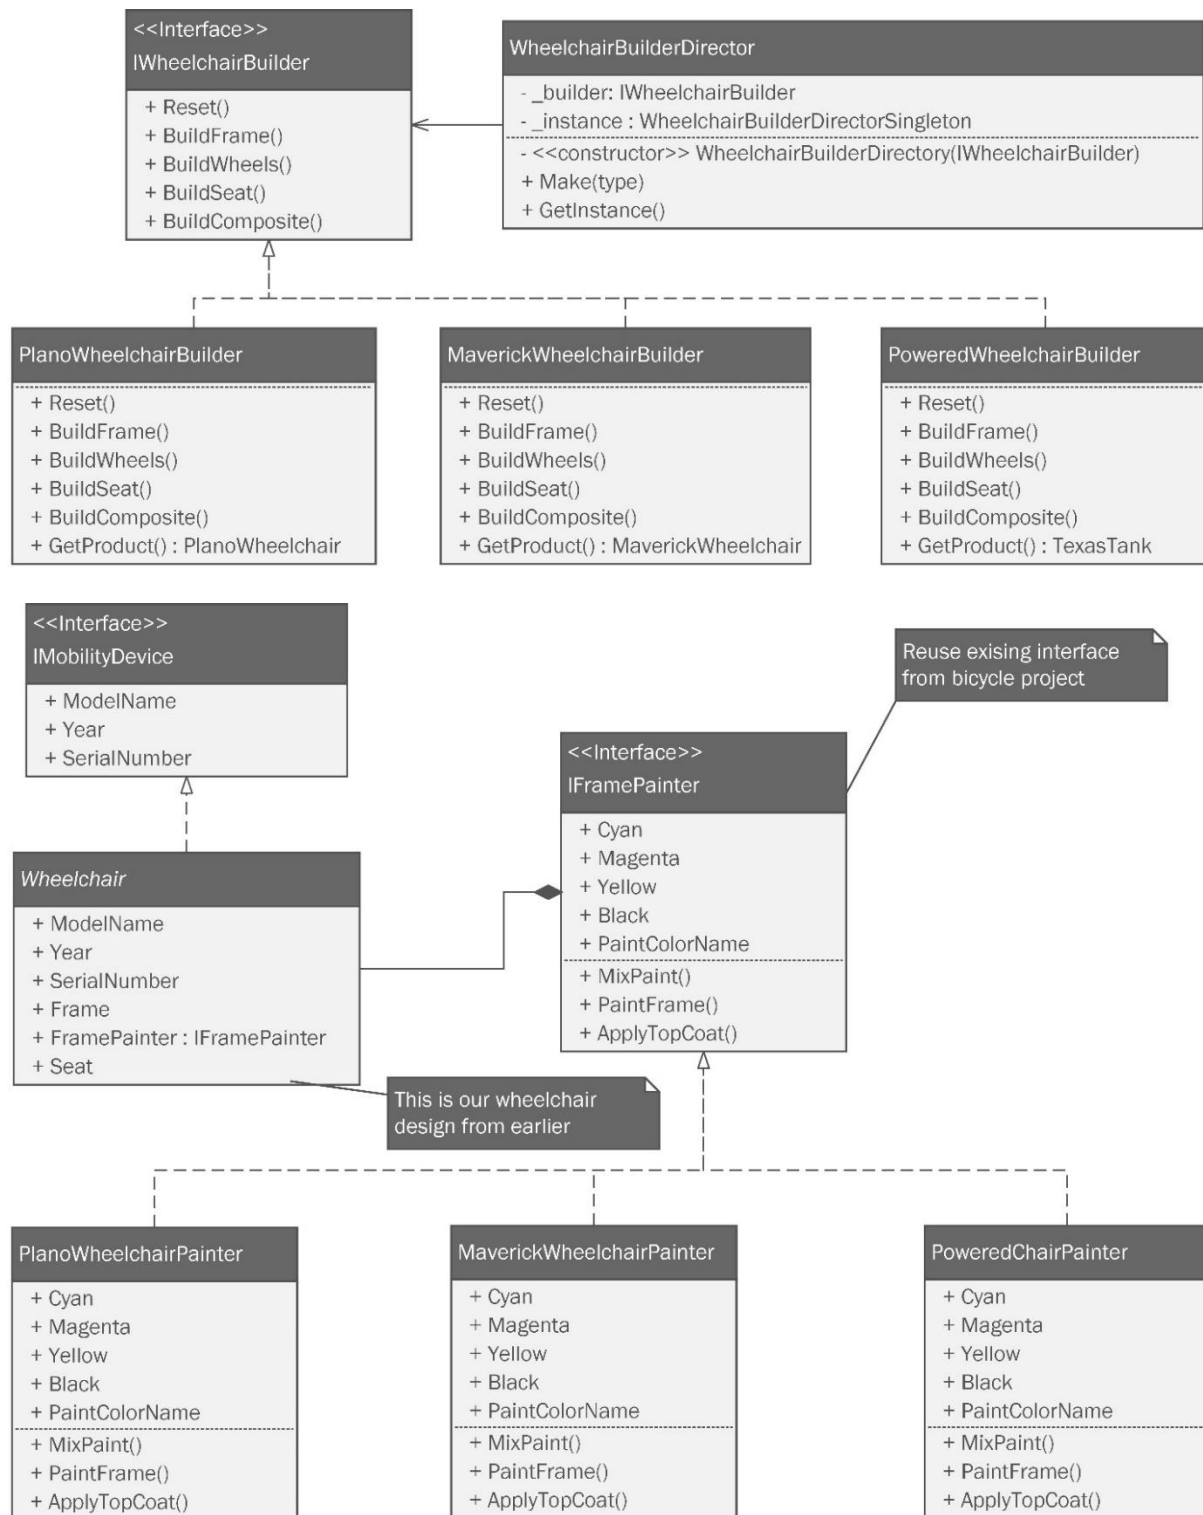 <<Interface>>
IWheelchairBuilder
+ Reset()
+ BuildFrame()
+ BuildWheels()
+ BuildSeat()
+ BuildComposite()
WheelchairBuilderDirector
- _builder: IWheelchairBuilder
- _instance : WheelchairBuilderDirectorSingleton
- <<constructor>> WheelchairBuilderDirectory(IWheelchairBuilder)
+ Make(type)
+ GetInstance()
PlanoWheelchairBuilder
+ Reset()
+ BuildFrame()
+ BuildWheels()
+ BuildSeat()
+ BuildComposite()
+ GetProduct() : PlanoWheelchair
MaverickWheelchairBuilder
+ Reset()
+ BuildFrame()
+ BuildWheels()
+ BuildSeat()
+ BuildComposite()
+ GetProduct() : MaverickWheelchair
PoweredWheelchairBuilder
+ Reset()
+ BuildFrame()
+ BuildWheels()
+ BuildSeat()
+ BuildComposite()
+ GetProduct() : TexasTank
<<Interface>>
IMobilityDevice
+ ModelName
+ Year
+ SerialNumber
Reuse exising interface
from bicycle project
<<Interface>>
IFramePainter
+ Cyan
+ Magenta
+ Yellow
+ Black
+ PaintColorName
+ MixPaint()
+ PaintFrame()
+ ApplyTopCoat()
Wheelchair
+ ModelName
+ Year
+ SerialNumber
+ Frame
+ FramePainter : IFramePainter
+ Seat
This is our wheelchair
design from earlier
PlanoWheelchairPainter
+ Cyan
+ Magenta
+ Yellow
+ Black
+ PaintColorName
+ MixPaint()
+ PaintFrame()
+ ApplyTopCoat()
MaverickWheelchairPainter
+ Cyan
+ Magenta
+ Yellow
+ Black
+ PaintColorName
+ MixPaint()
+ PaintFrame()
+ ApplyTopCoat()
PoweredChairPainter
+ Cyan
+ Magenta
+ Yellow
+ Black
+ PaintColorName
+ MixPaint()
+ PaintFrame()
+ ApplyTopCoat()